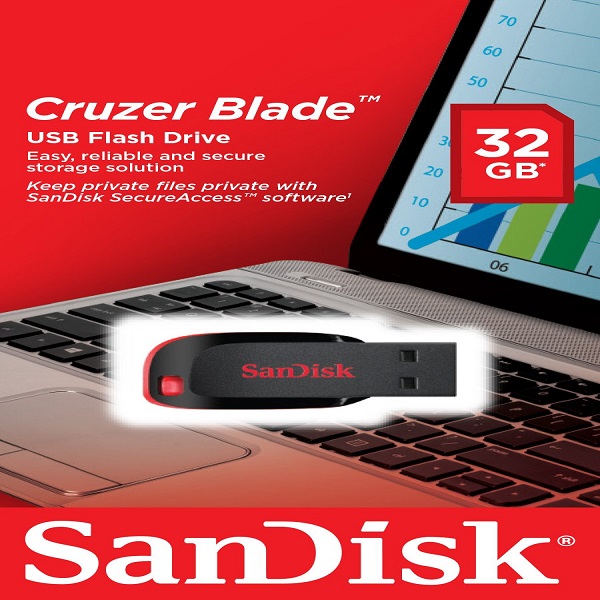 Cruzer Blade™
USB Flash Drive
Easy, reliable and secure
storage solution
Keep private files private with
SanDisk SecureAccess™ software¹
32
GB*
70
60
50
20
10
0
06
SanDisk
SanDisk®